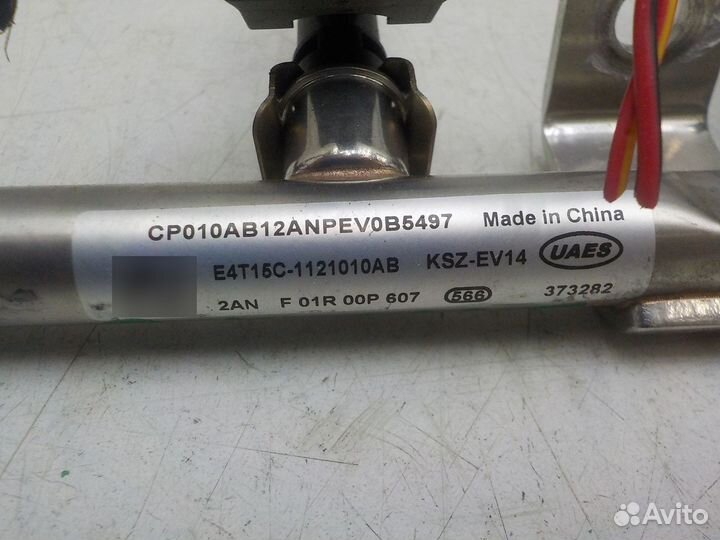 CP010AB12ANPEV0B5497 Made in China
E4T15C-1121010AB KSZ-EV14 UAES
2AN F 01R 00P 607 566 373282
Avito